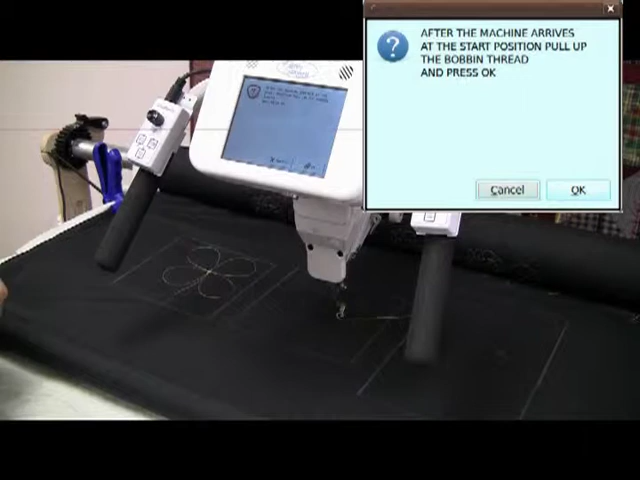 AFTER THE MACHINE ARRIVES
AT THE START POSITION PULL UP
THE BOBBIN THREAD
AND PRESS OK
Cancel
OK